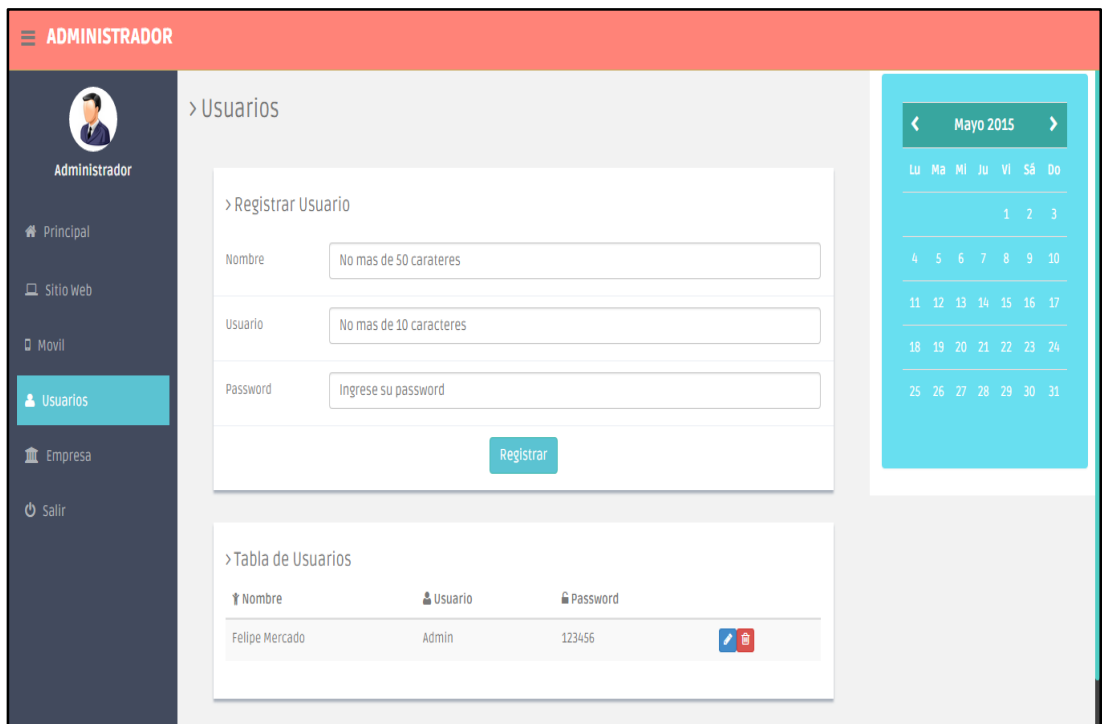 ADMINISTRADOR
Administrador
Principal
Sitio Web
Movil
Usuarios
Empresa
Salir
> Usuarios
> Registrar Usuario
Nombre No mas de 50 carateres
Usuario No mas de 10 caracteres
Password Ingrese su password
Registrar
> Tabla de Usuarios
Nombre Usuario Password
Felipe Mercado Admin 123456
Mayo 2015
Lu Ma Mi Ju Vi Sá Do
1 2 3
4 5 6 7 8 9 10
11 12 13 14 15 16 17
18 19 20 21 22 23 24
25 26 27 28 29 30 31